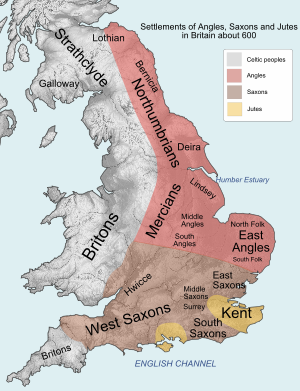 Settlements of Angles, Saxons and Jutes
in Britain about 600
Celtic peoples
Angles
Saxons
Jutes
Strathclyde
Lothian
Galloway
Bernicia
Northumbrians
Deira
Humber Estuary
Lindsey
Mercians
Middle
Angles
South
Angles
North Folk
East
Angles
South Folk
Britons
Hwicce
East
Saxons
Middle
Saxons
Surrey
Kent
West Saxons
South
Saxons
Britons
ENGLISH CHANNEL